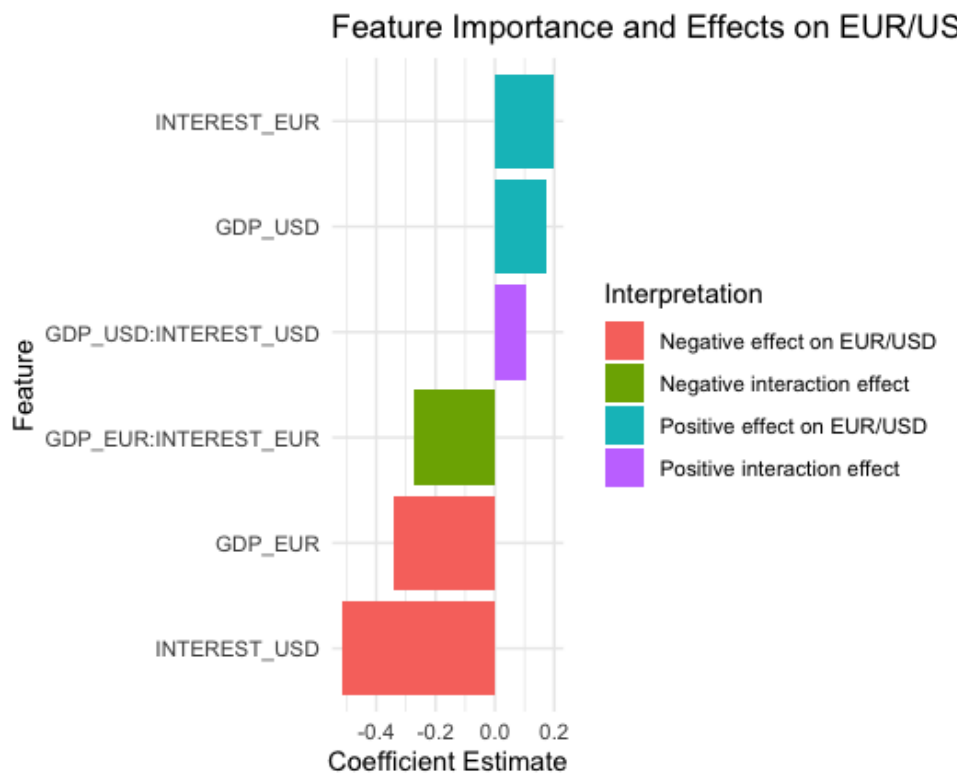 Feature Importance and Effects on EUR/US
INTEREST_EUR
GDP_USD
GDP_USD:INTEREST_USD
GDP_EUR:INTEREST_EUR
GDP_EUR
INTEREST_USD
Feature
-0.4 -0.2 0.0 0.2
Coefficient Estimate
Interpretation
Negative effect on EUR/USD
Negative interaction effect
Positive effect on EUR/USD
Positive interaction effect